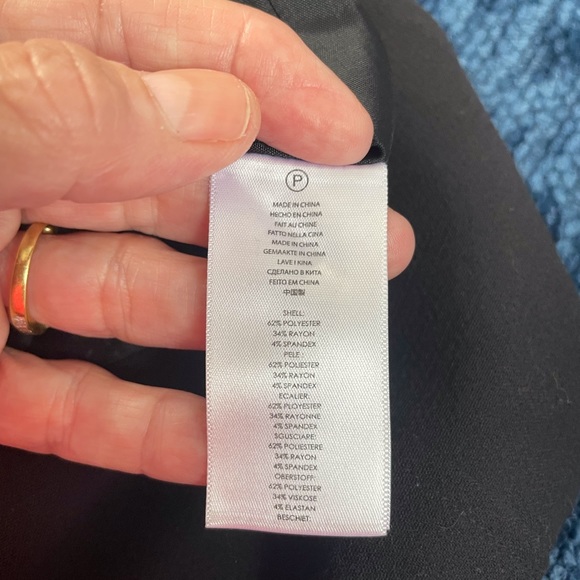 P
MADE IN CHINA
HECHO EN CHINA
FAIT AU CHINE
FATTO NELLA CINA
MADE IN CHINA
GEMAAKTE IN CHINA
LAVE I KINA
СДЕЛАНО В КИТА
FEITO EM CHINA
中国製
SHELL:
62% POLYESTER
34% RAYON
4% SPANDEX
PELE :
62% POLIESTER
34% RAYON
4% SPANDEX
ECALIER:
62% PLOYESTER
34% RAYONNE
4% SPANDEX
SQUSCIARE:
62% POLIESTERE
34% RAYON
4% SPANDEX
OBERSTOFF:
62% POLYESTER
34% VISKOSE
4% ELASTAN
BESCHIET: